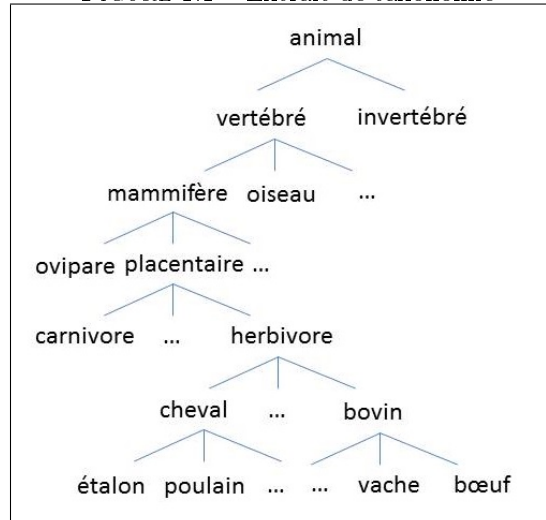 animal
vertébré invertébré
mammifère oiseau ...
ovipare placentaire ...
carnivore ... herbivore
cheval ... bovin
étalon poulain ... ... vache bœuf